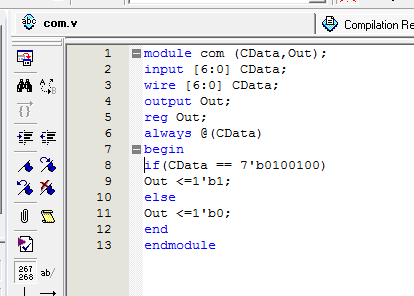 abc com.v
Compilation Re
1 module com (CData,Out);
2 input [6:0] CData;
3 wire [6:0] CData;
4 output Out;
5 reg Out;
6 always @(CData)
7 begin
8 if(CData == 7'b0100100)
9 Out <=1'b1;
10 else
11 Out <=1'b0;
12 end
13 endmodule
267
268
ab/